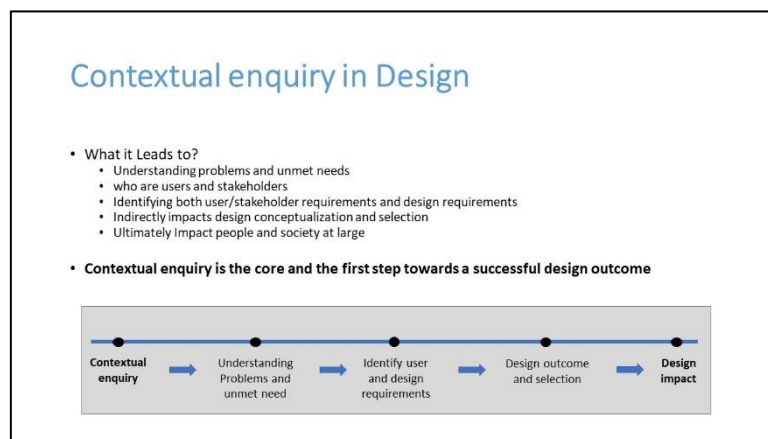 Contextual enquiry in Design
• What it Leads to?
• Understanding problems and unmet needs
• who are users and stakeholders
• Identifying both user/stakeholder requirements and design requirements
• Indirectly impacts design conceptualization and selection
• Ultimately Impact people and society at large
• Contextual enquiry is the core and the first step towards a successful design outcome
Contextual
enquiry
Understanding
Problems and
unmet need
Identify user
and design
requirements
Design outcome
and selection
Design
impact